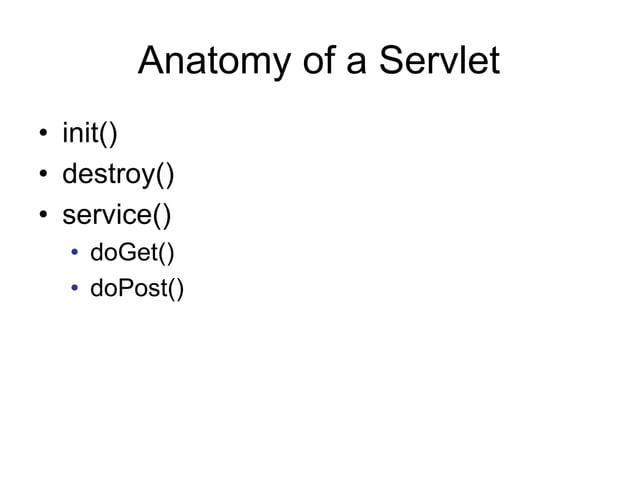 Anatomy of a Servlet
• init()
• destroy()
• service()
• doGet()
• doPost()